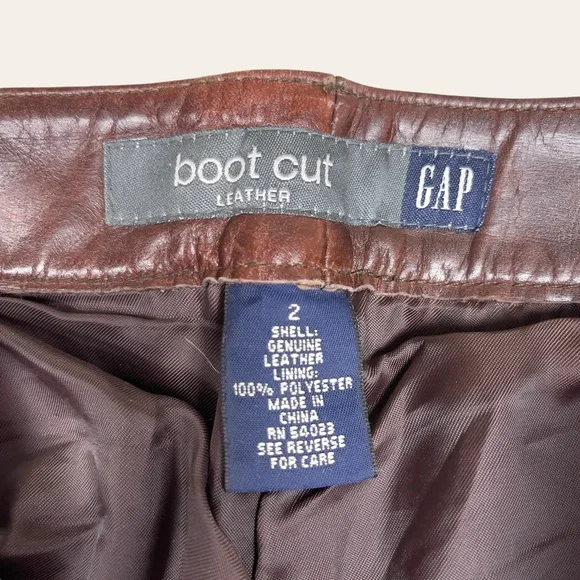 boot cut
LEATHER
GAP
2
SHELL:
GENUINE
LEATHER
LINING:
100% POLYESTER
MADE IN
CHINA
RN 54023
SEE REVERSE
FOR CARE